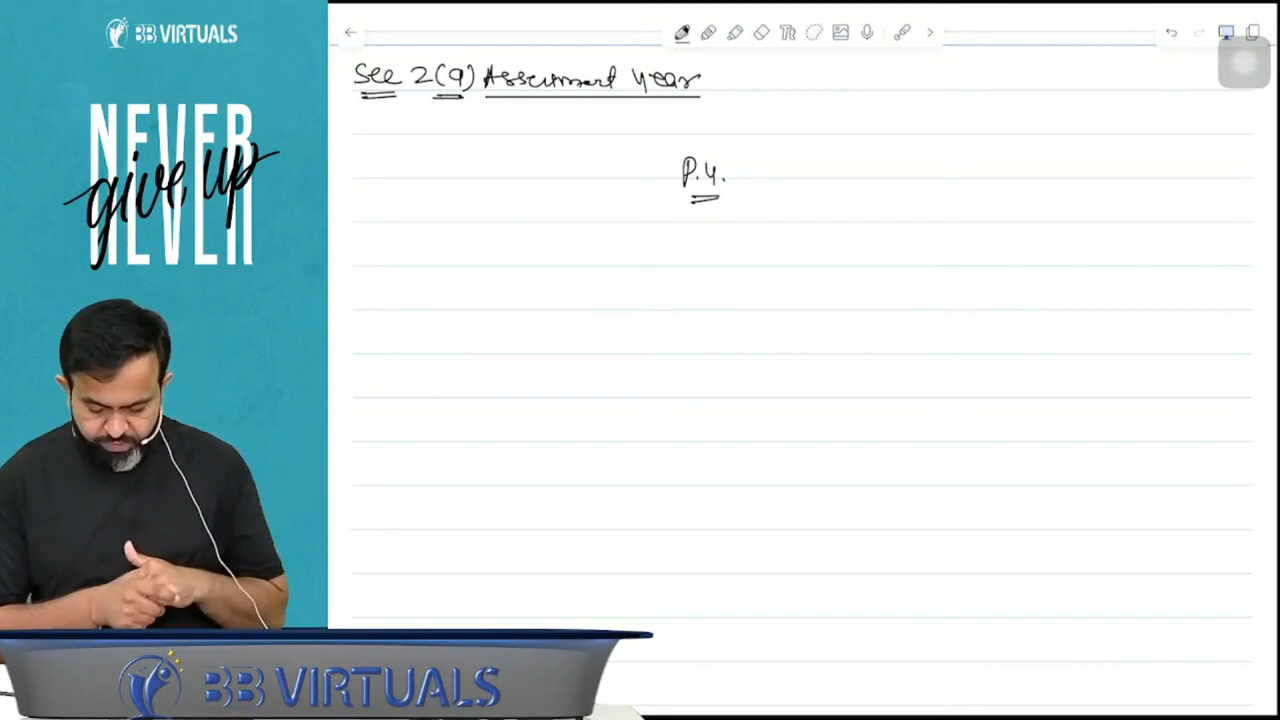 BB VIRTUALS
NEVER
give up
NEVER
Sec 2(9) Assessment year
P.Y.
BB VIRTUALS